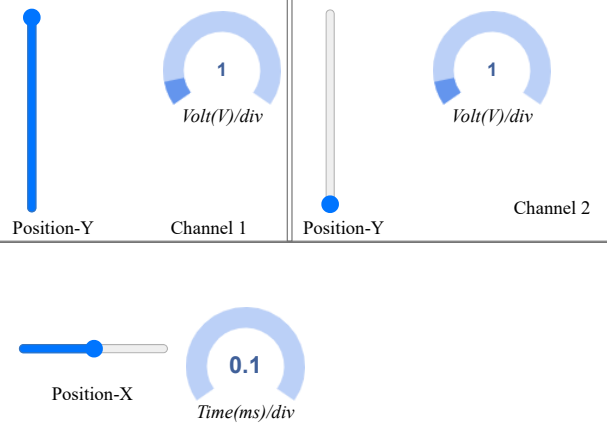 1
Volt(V)/div
Position-Y
Channel 1
1
Volt(V)/div
Position-Y
Channel 2
Position-X
0.1
Time(ms)/div